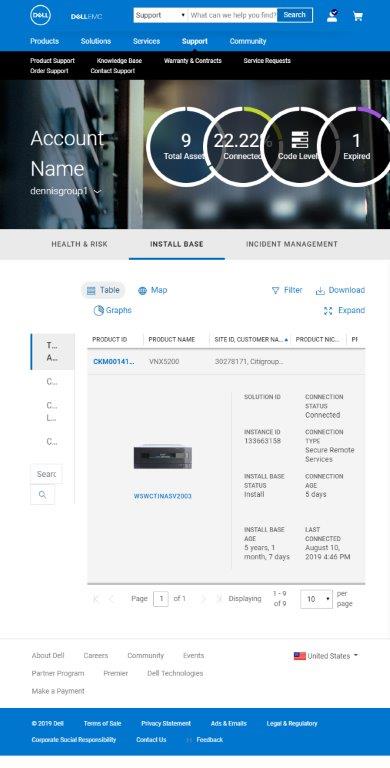 DELL
DELLEMC
Support
What can we help you find?
Search
Products Solutions Services Support Community
Product Support Knowledge Base Warranty & Contracts Service Requests
Order Support Contact Support
Account
Name
dennisgroup1
9
Total Asset
22.22%
Connected
Code Level
1
Expired
HEALTH & RISK INSTALL BASE INCIDENT MANAGEMENT
Table Map Filter Download
Graphs Expand
T...
A...
C...
C...
L...
C...
Searc
PRODUCT ID PRODUCT NAME SITE ID, CUSTOMER NA... PRODUCT NIC...
CKM00141... VNX5200 30278171, Citigroup...
WSWCTINASV2003
SOLUTION ID
INSTANCE ID
133663158
INSTALL BASE
STATUS
Install
INSTALL BASE
AGE
5 years, 1
month, 7 days
CONNECTION
STATUS
Connected
CONNECTION
TYPE
Secure Remote
Services
CONNECTION
AGE
5 days
LAST
CONNECTED
August 10,
2019 4:46 PM
Page 1 of 1 Displaying 1 - 9 of 9 10 per page
About Dell Careers Community Events
Partner Program Premier Dell Technologies
Make a Payment
United States
© 2019 Dell Terms of Sale Privacy Statement Ads & Emails Legal & Regulatory
Corporate Social Responsibility Contact Us Feedback